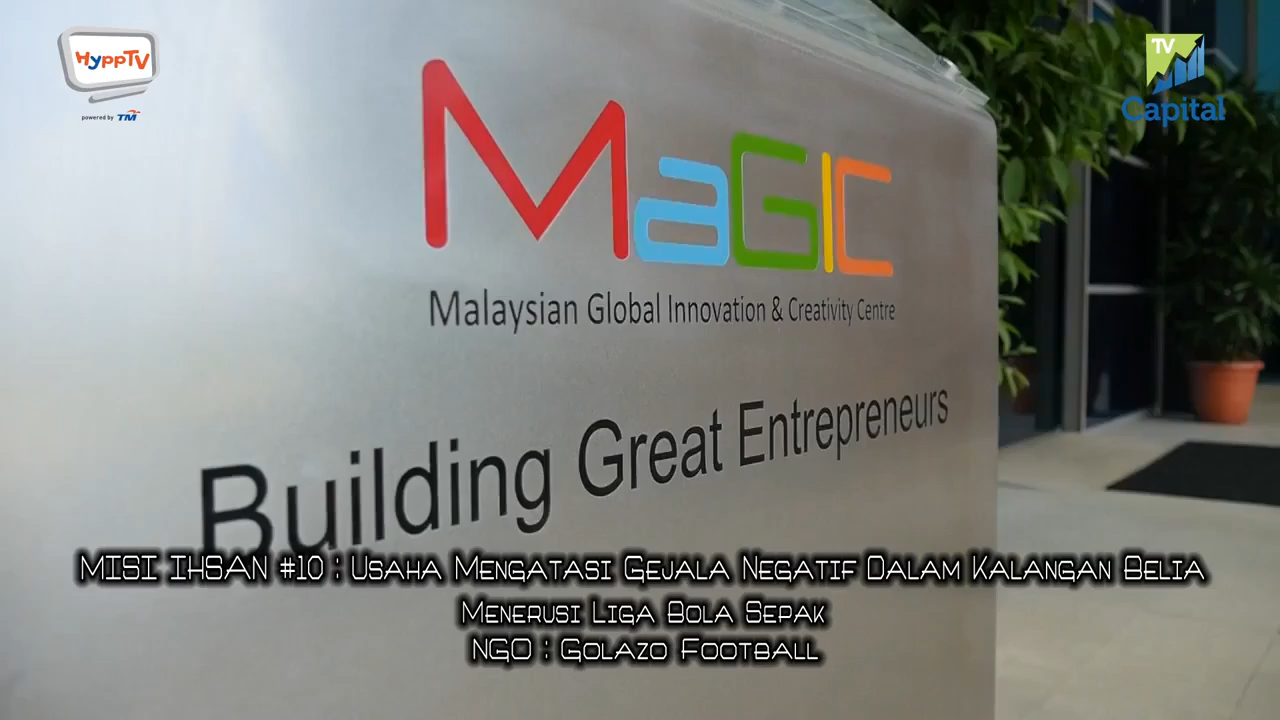 HyppTV
powered by TM
TV
Capital
MaGIC
Malaysian Global Innovation & Creativity Centre
Building Great Entrepreneurs
MISI IHSAN #10 : Usaha Mengatasi Gejala Negatif Dalam Kalangan Belia
Menerusi Liga Bola Sepak
NGO : Golazo Football